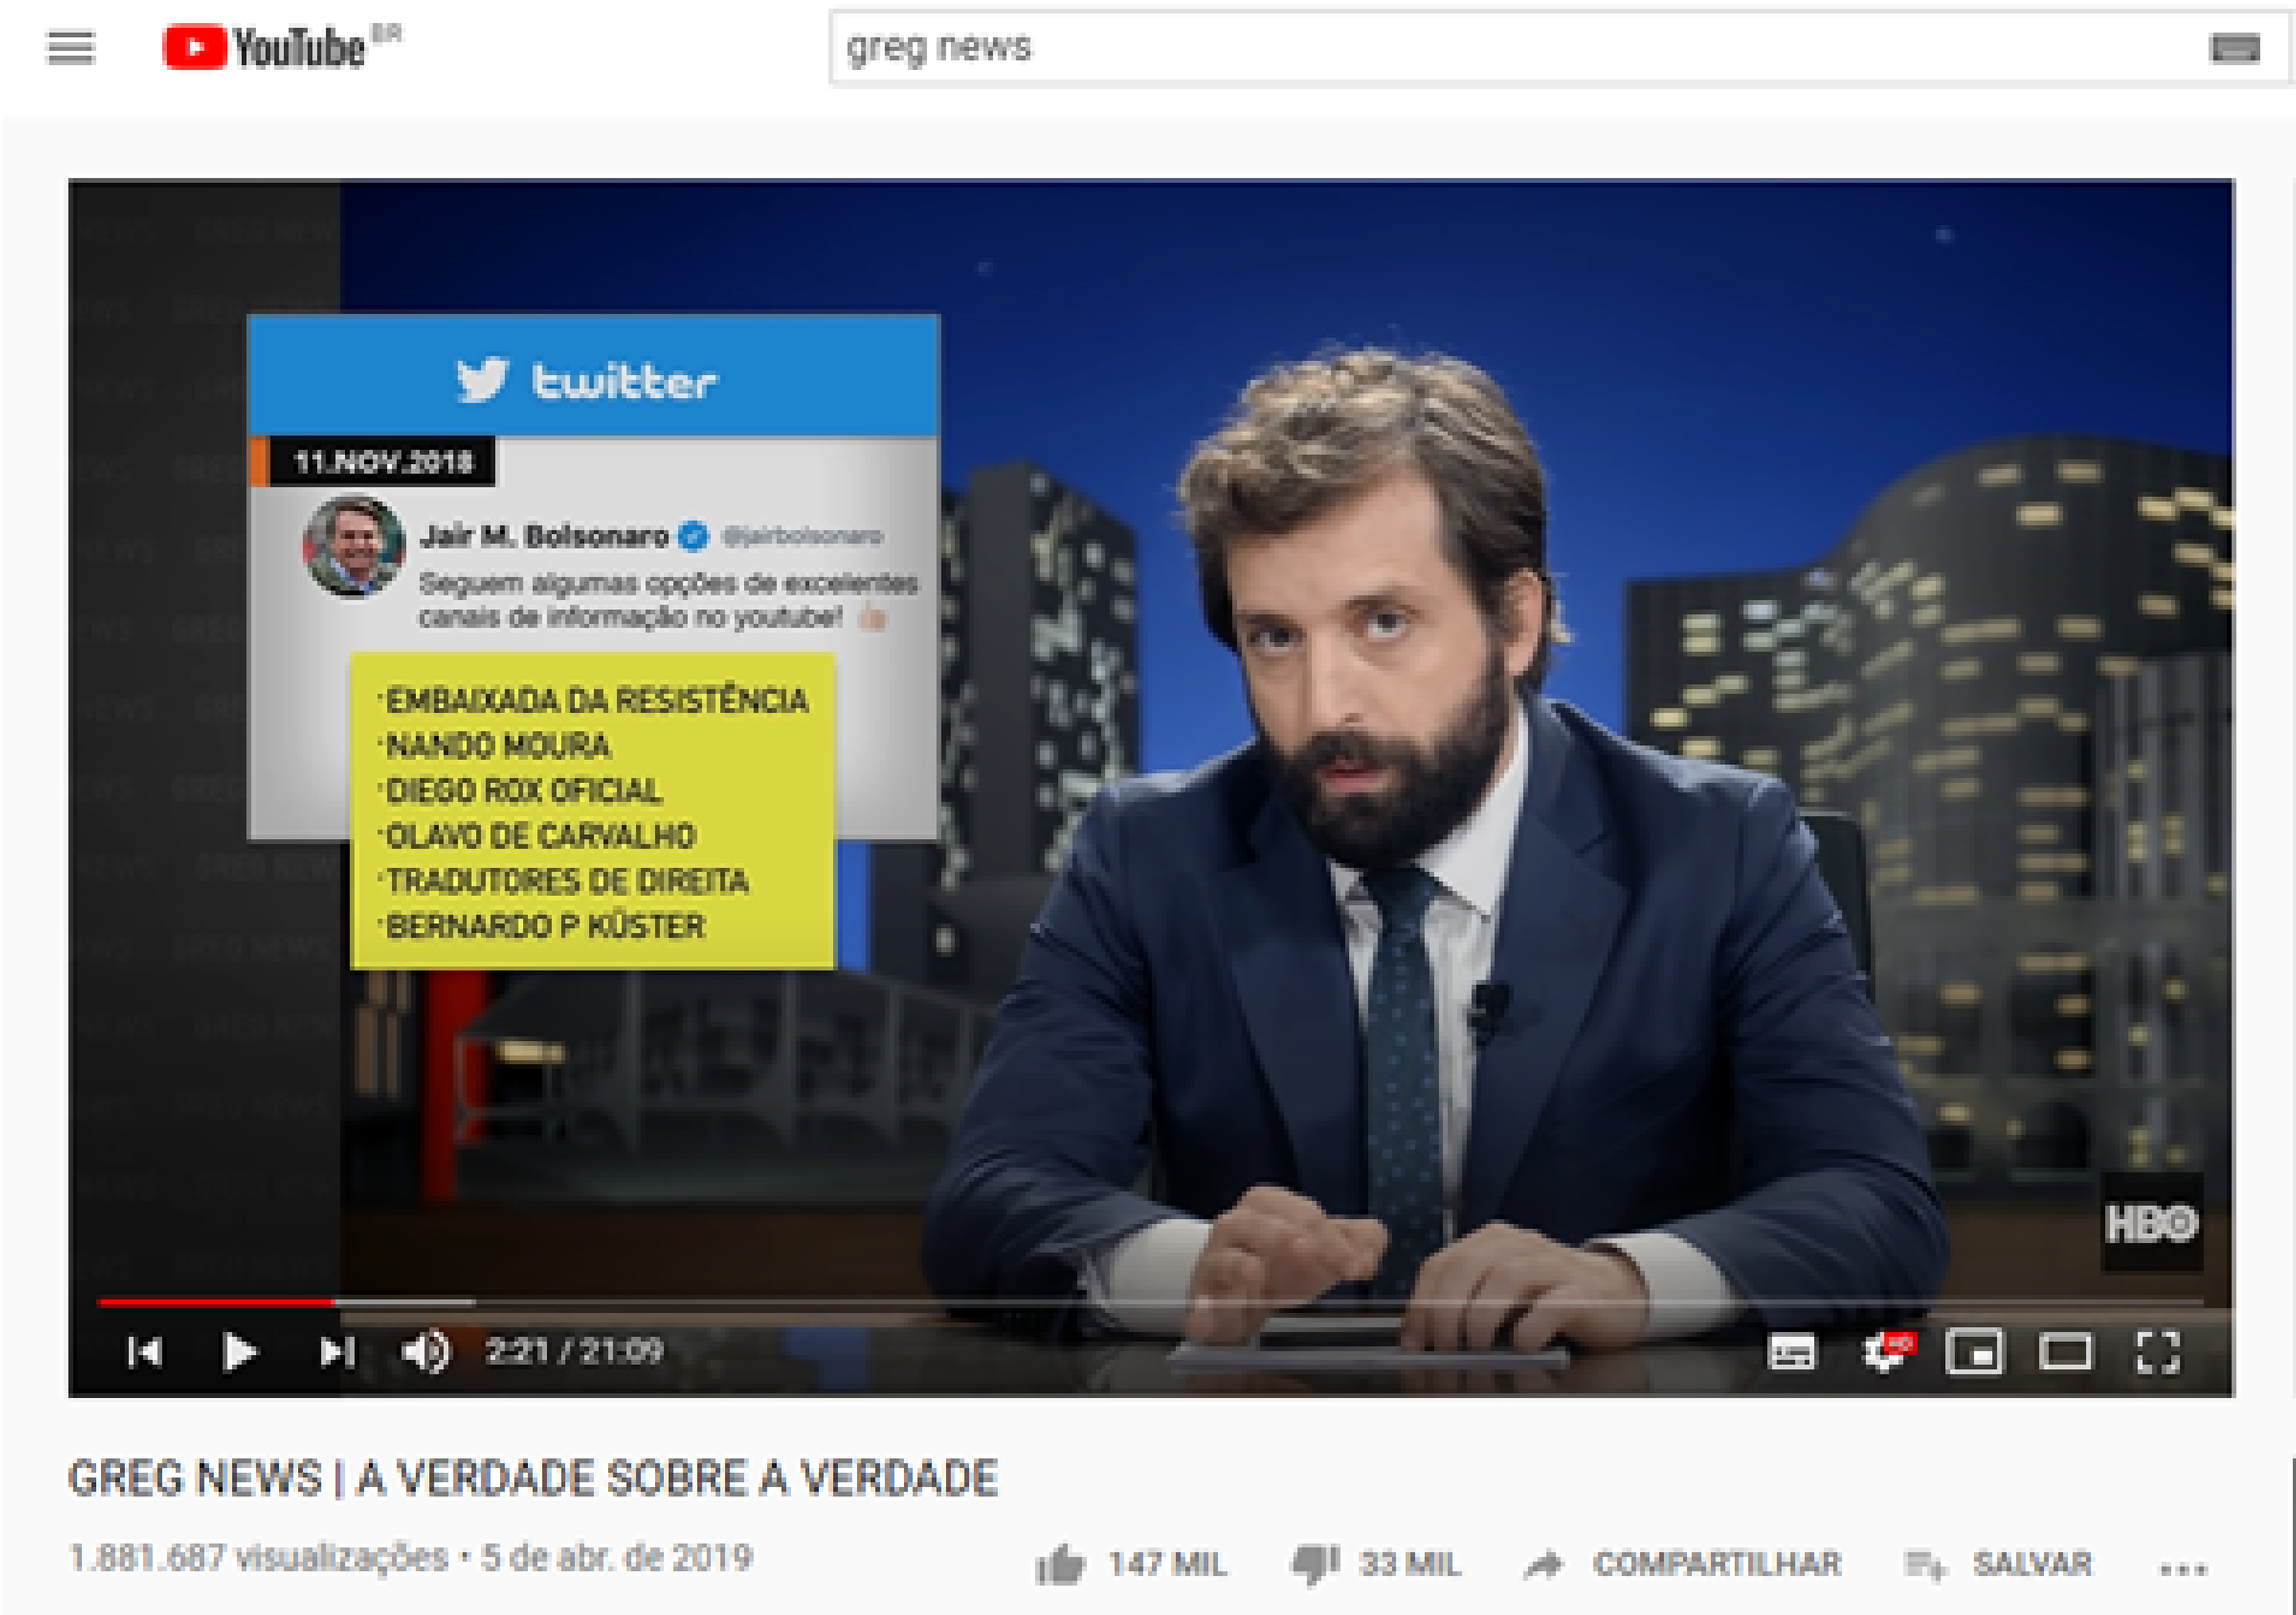 YouTube BR
greg news
twitter
11.NOV.2018
Jair M. Bolsonaro @jairbolsonaro
Seguem algumas opções de excelentes
canais de informação no youtube!
·EMBAIXADA DA RESISTÊNCIA
·NANDO MOURA
·DIEGO ROX OFICIAL
·OLAVO DE CARVALHO
·TRADUTORES DE DIREITA
·BERNARDO P KÜSTER
HBO
2:21 / 21:09
HD
GREG NEWS | A VERDADE SOBRE A VERDADE
1.881.687 visualizações • 5 de abr. de 2019
147 MIL 33 MIL COMPARTILHAR SALVAR